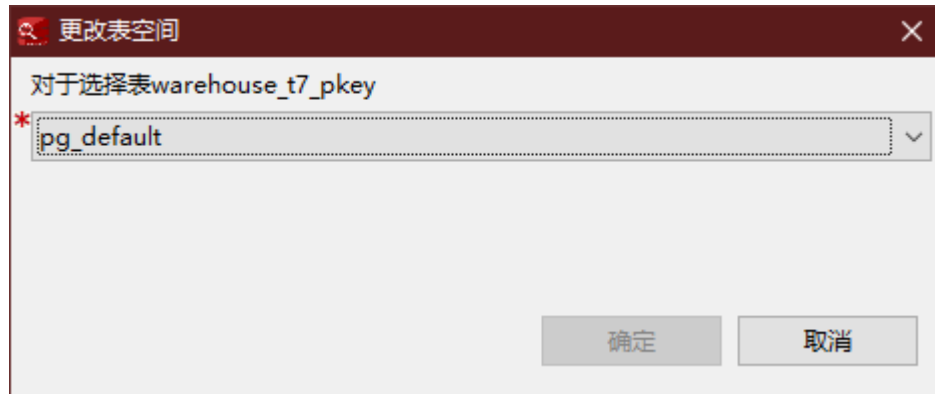 更改表空间
对于选择表warehouse_t7_pkey
*
pg_default
确定
取消